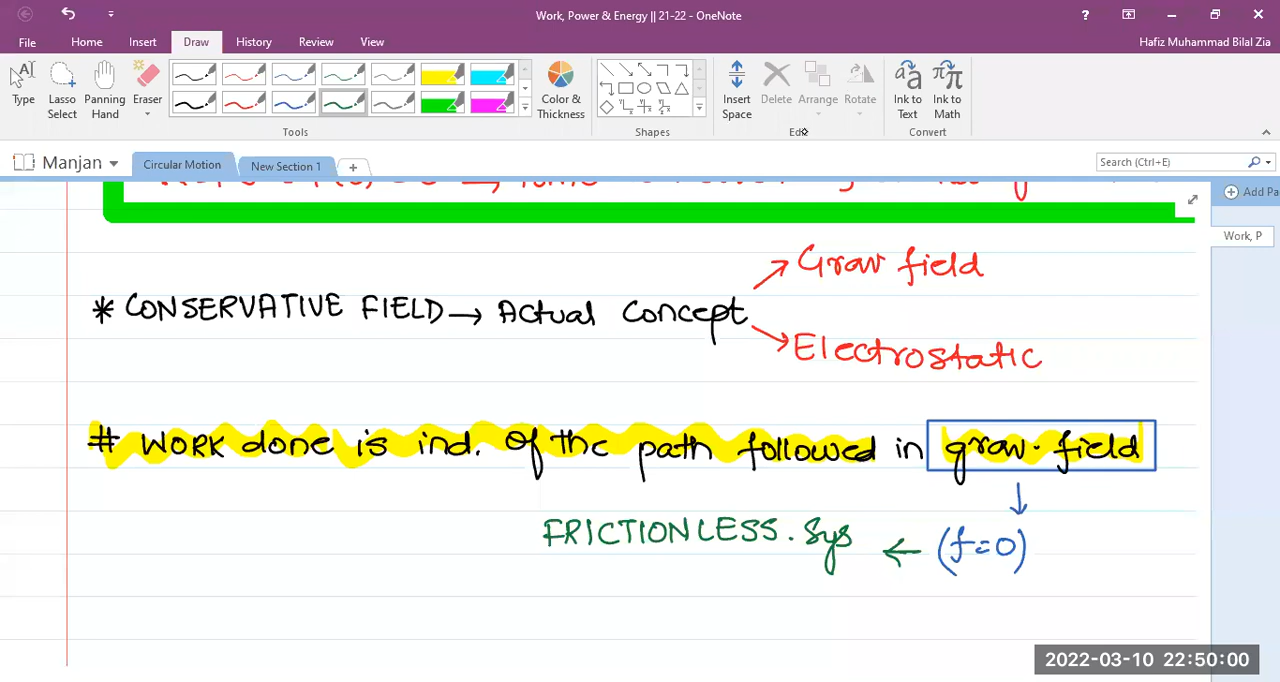 Work, Power & Energy || 21-22 - OneNote
File Home Insert Draw History Review View
Hafiz Muhammad Bilal Zia
Type
Lasso Select
Panning Hand
Eraser
Color & Thickness
Insert Space
Delete
Arrange
Rotate
Ink to Text
Ink to Math
Tools
Shapes
Edit
Convert
Manjan
Circular Motion
New Section 1
Search (Ctrl+E)
Add Pa
Work, P
Grav field
* CONSERVATIVE FIELD → Actual Concept
Electrostatic
# WORK done is ind. Of the path followed in grav. field
FRICTIONLESS. Sys ← (f=0)
2022-03-10 22:50:00